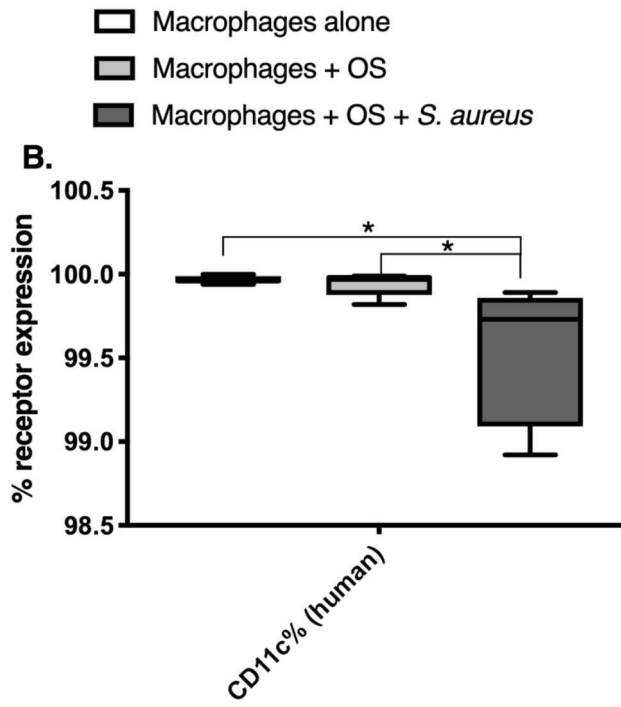 Macrophages alone
Macrophages + OS
Macrophages + OS + S. aureus
B.
% receptor expression
100.5
100.0
99.5
99.0
98.5
*
*
CD11c% (human)